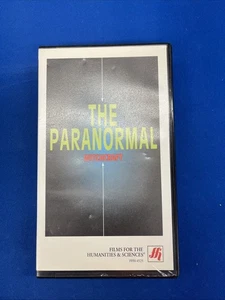 THE
PARANORMAL
FILMS FOR THE
HUMANITIES & SCIENCES®